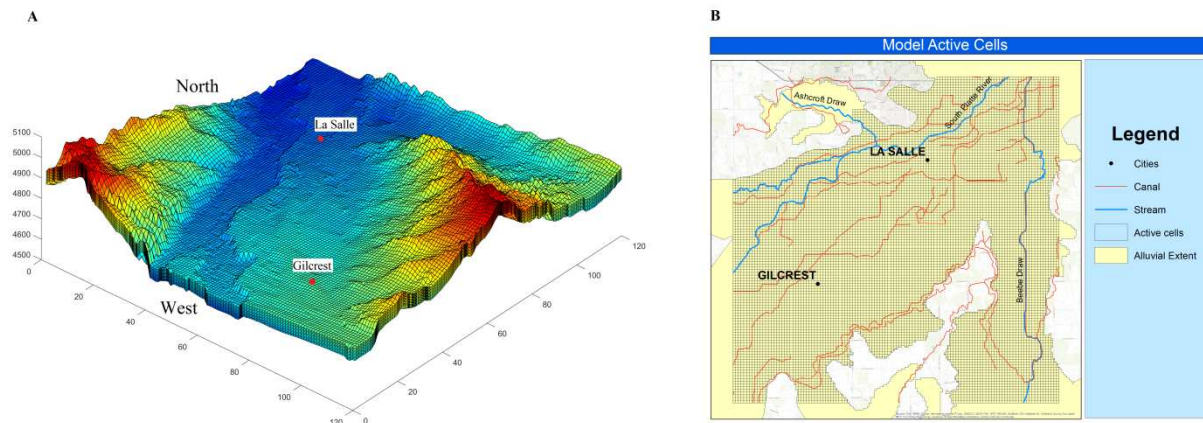 A
North
La Salle
5100
5000
4900
4800
4700
4600
4500
0
20
40
60
80
100
120
Gilcrest
West
0
20
40
60
80
100
120
B
Model Active Cells
Ashcroft Draw
South Platte River
LA SALLE
GILCREST
Beebe Draw
Legend
Cities
Canal
Stream
Active cells
Alluvial Extent